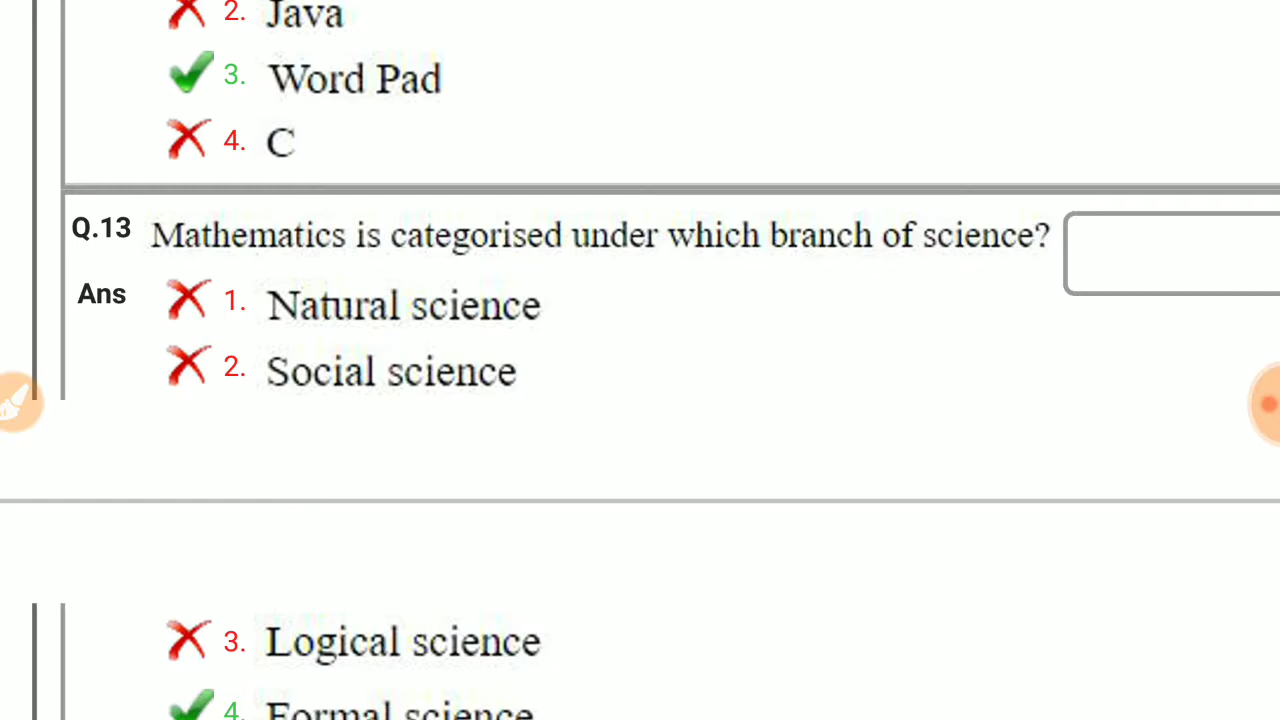 2. Java
3. Word Pad
4. C
Q.13 Mathematics is categorised under which branch of science?
Ans 1. Natural science
2. Social science
3. Logical science
4. Formal science